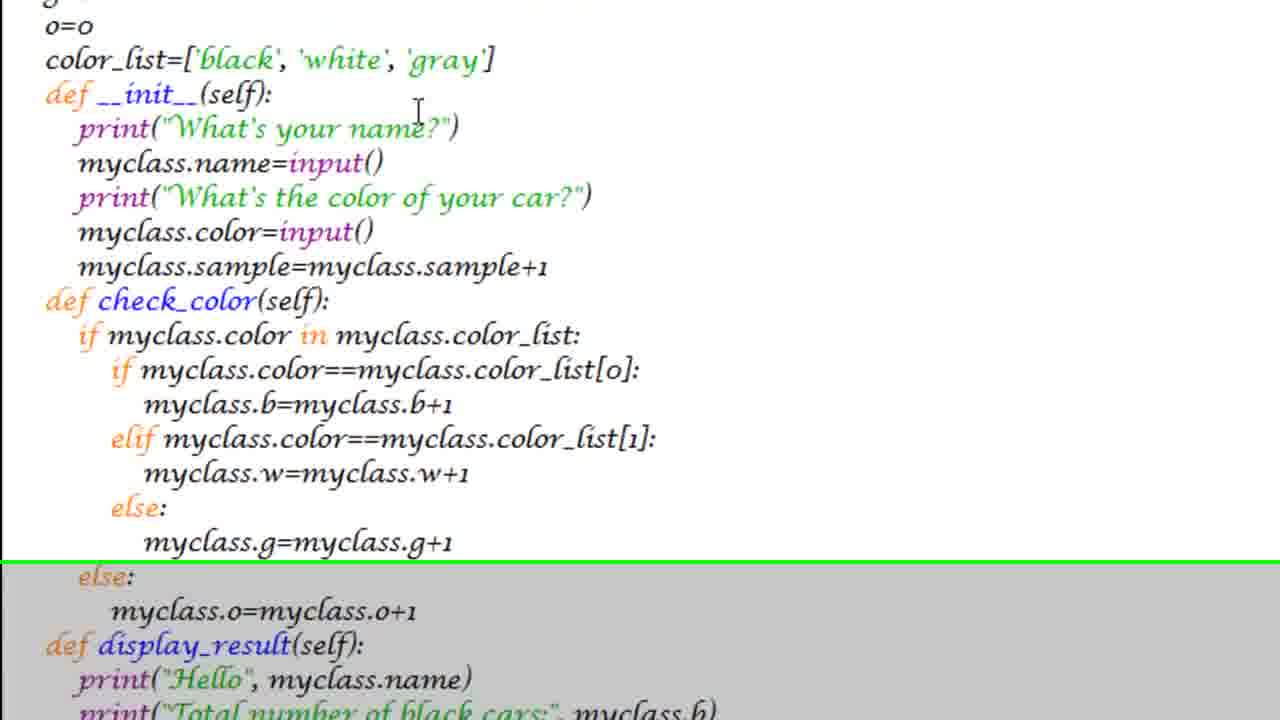 o=0
color_list=['black', 'white', 'gray']
def __init__(self):
print("What's your name?")
myclass.name=input()
print("What's the color of your car?")
myclass.color=input()
myclass.sample=myclass.sample+1
def check_color(self):
if myclass.color in myclass.color_list:
if myclass.color==myclass.color_list[0]:
myclass.b=myclass.b+1
elif myclass.color==myclass.color_list[1]:
myclass.w=myclass.w+1
else:
myclass.g=myclass.g+1
else:
myclass.o=myclass.o+1
def display_result(self):
print("Hello", myclass.name)
print("Total number of black cars:", myclass.b)